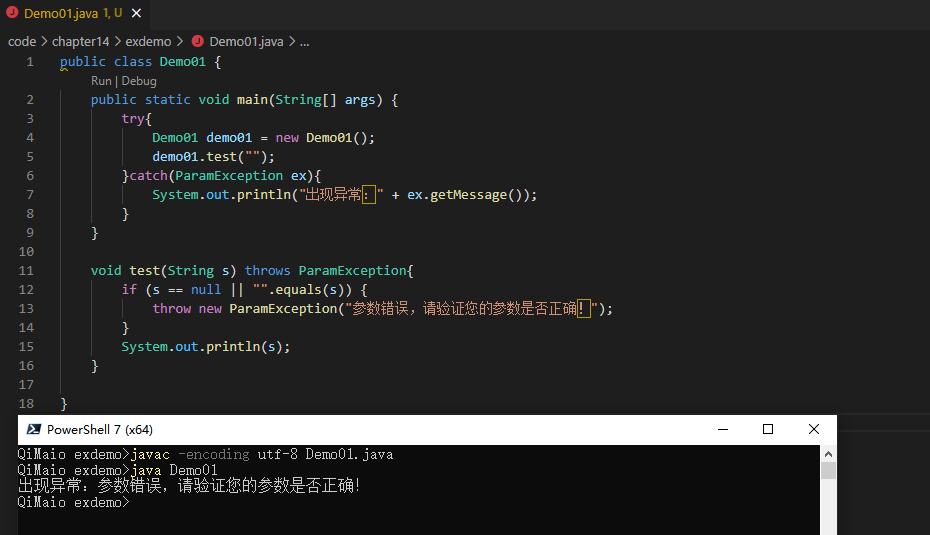 Demo01.java 1, U
code > chapter14 > exdemo > Demo01.java > ...
1 public class Demo01 {
Run | Debug
2 public static void main(String[] args) {
3 try{
4 Demo01 demo01 = new Demo01();
5 demo01.test("");
6 }catch(ParamException ex){
7 System.out.println("出现异常：" + ex.getMessage());
8 }
9 }
10
11 void test(String s) throws ParamException{
12 if (s == null || "".equals(s)) {
13 throw new ParamException("参数错误，请验证您的参数是否正确！");
14 }
15 System.out.println(s);
16 }
17
18 }
PowerShell 7 (x64)
QiMaio exdemo>javac -encoding utf-8 Demo01.java
QiMaio exdemo>java Demo01
出现异常：参数错误，请验证您的参数是否正确！
QiMaio exdemo>